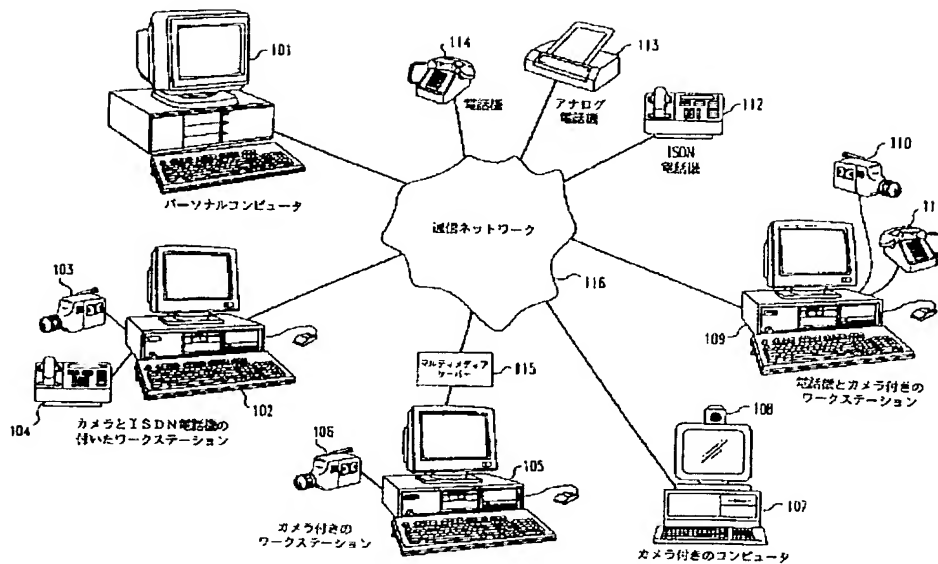 101
パーソナルコンピュータ
114
電話機
113
アナログ
電話機
112
ISDN
電話機
110
11
通信ネットワーク
116
103
104
102
カメラとISDN電話機の
付いたワークステーション
109
電話機とカメラ付きの
ワークステーション
マルティメディア
サーバー
115
106
105
カメラ付きの
ワークステーション
108
107
カメラ付きのコンピュータ